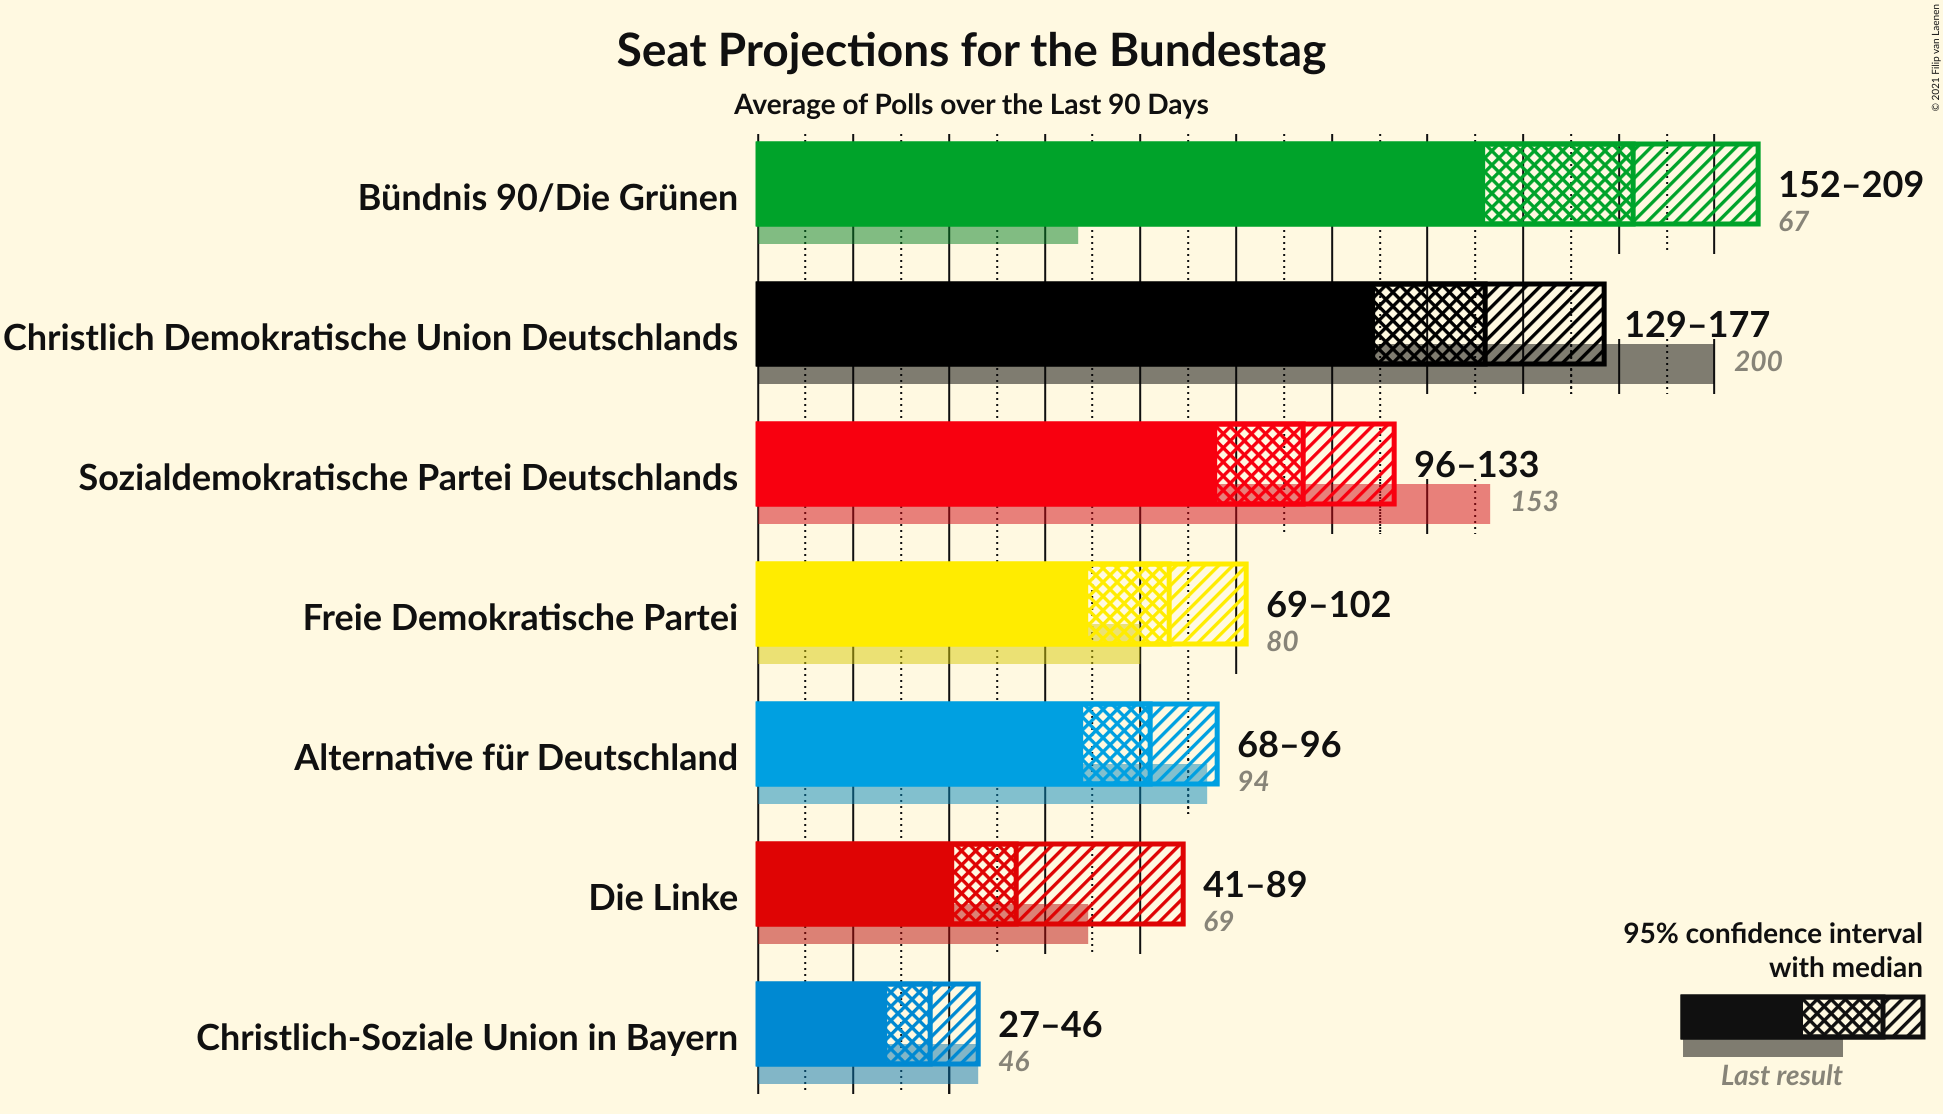 Seat Projections for the Bundestag
Average of Polls over the Last 90 Days
© 2021 Filip van Laenen
Bündnis 90/Die Grünen
152–209
67
Christlich Demokratische Union Deutschlands
129–177
200
Sozialdemokratische Partei Deutschlands
96–133
153
Freie Demokratische Partei
69–102
80
Alternative für Deutschland
68–96
94
Die Linke
41–89
69
Christlich-Soziale Union in Bayern
27–46
46
95% confidence interval
with median
Last result